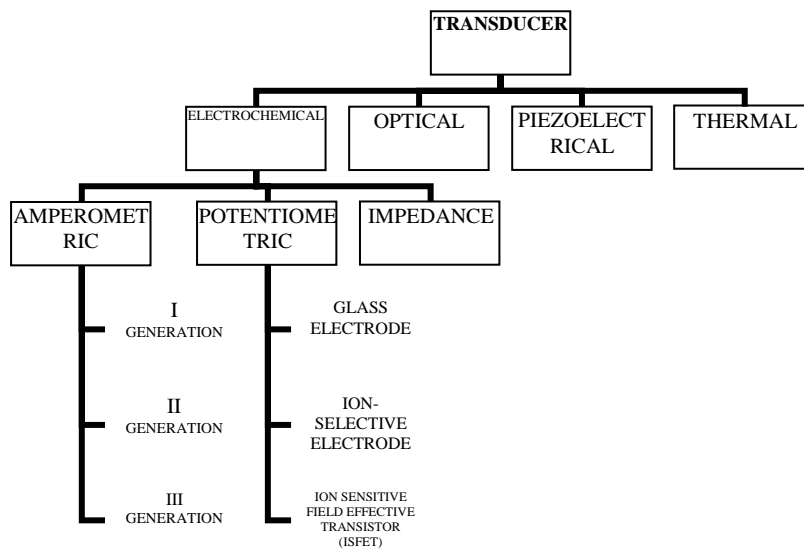 TRANSDUCER
ELECTROCHEMICAL
OPTICAL
PIEZOELECT
RICAL
THERMAL
AMPEROMET
RIC
POTENTIOME
TRIC
IMPEDANCE
I
GENERATION
II
GENERATION
III
GENERATION
GLASS
ELECTRODE
ION-
SELECTIVE
ELECTRODE
ION SENSITIVE
FIELD EFFECTIVE
TRANSISTOR
(ISFET)